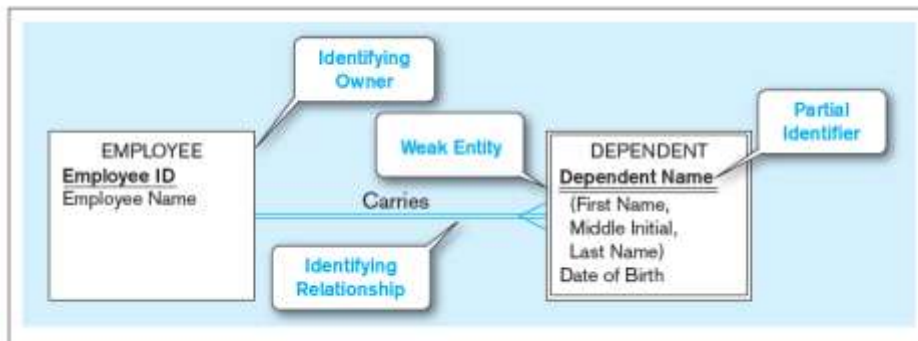 Identifying
Owner
Partial
Identifier
Weak Entity
EMPLOYEE
Employee ID
Employee Name
Carries
DEPENDENT
Dependent Name
(First Name,
Middle Initial,
Last Name)
Date of Birth
Identifying
Relationship